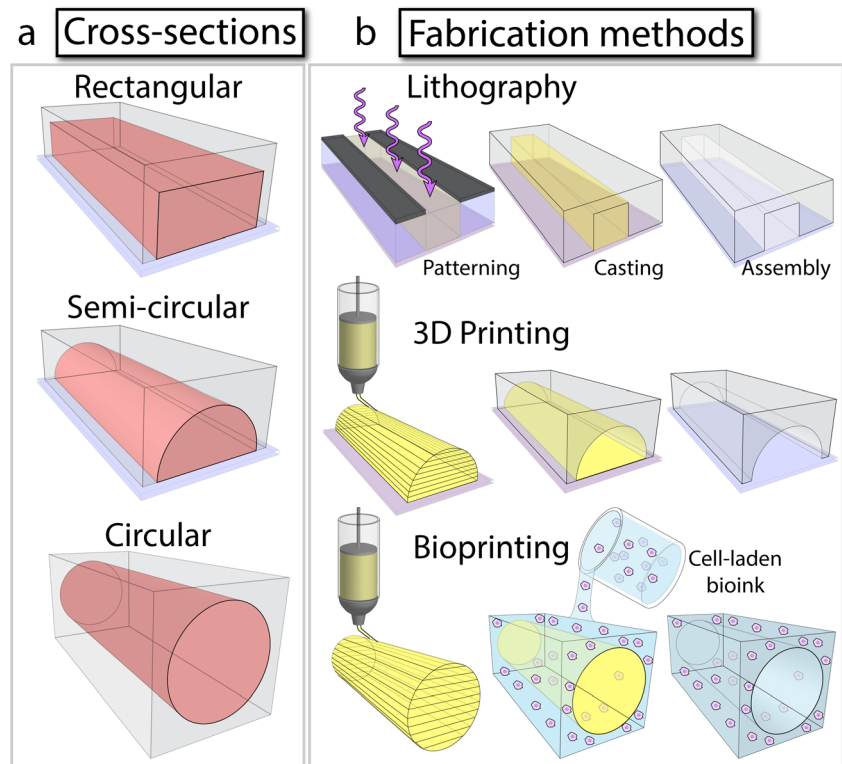 a Cross-sections
b Fabrication methods
Rectangular
Semi-circular
Circular
Lithography
Patterning
Casting
Assembly
3D Printing
Bioprinting
Cell-laden
bioink